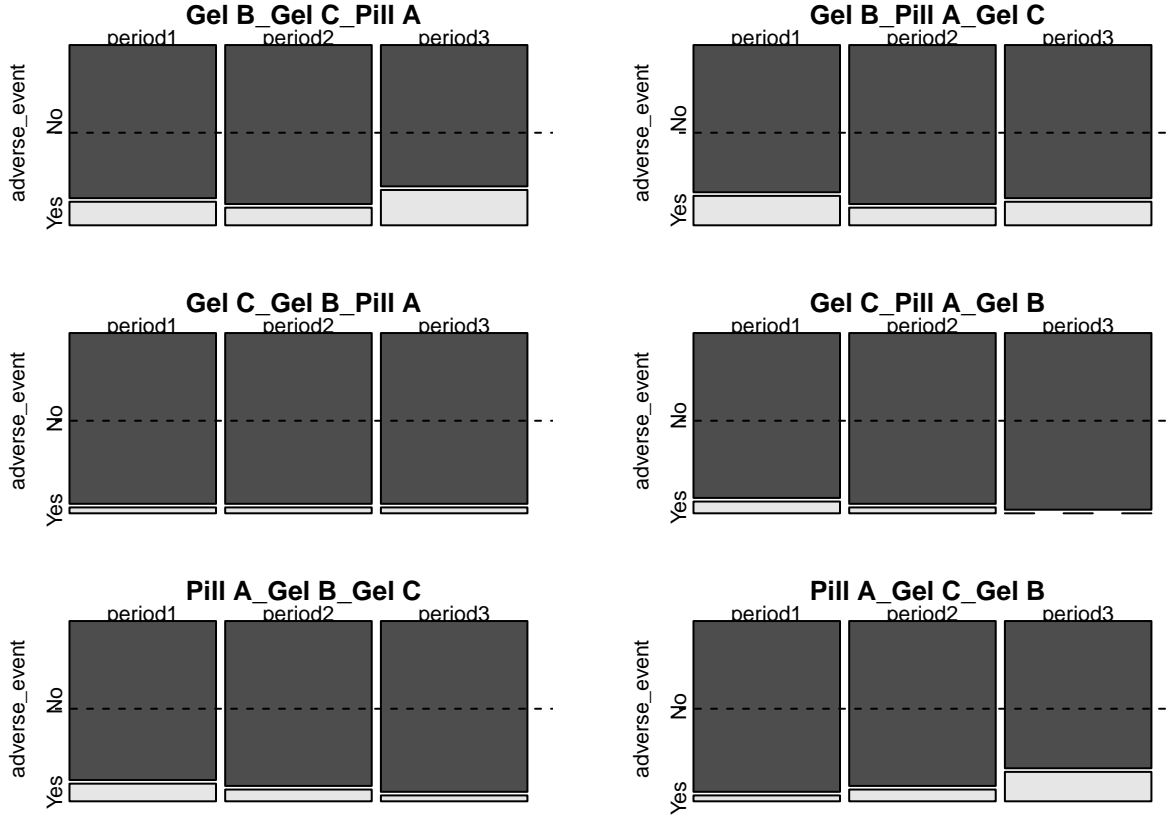 Gel B_Gel C_Pill A
period1 period2 period3
adverse_event
No
Yes
Gel B_Pill A_Gel C
period1 period2 period3
adverse_event
No
Yes
Gel C_Gel B_Pill A
period1 period2 period3
adverse_event
No
Yes
Gel C_Pill A_Gel B
period1 period2 period3
adverse_event
No
Yes
Pill A_Gel B_Gel C
period1 period2 period3
adverse_event
No
Yes
Pill A_Gel C_Gel B
period1 period2 period3
adverse_event
No
Yes